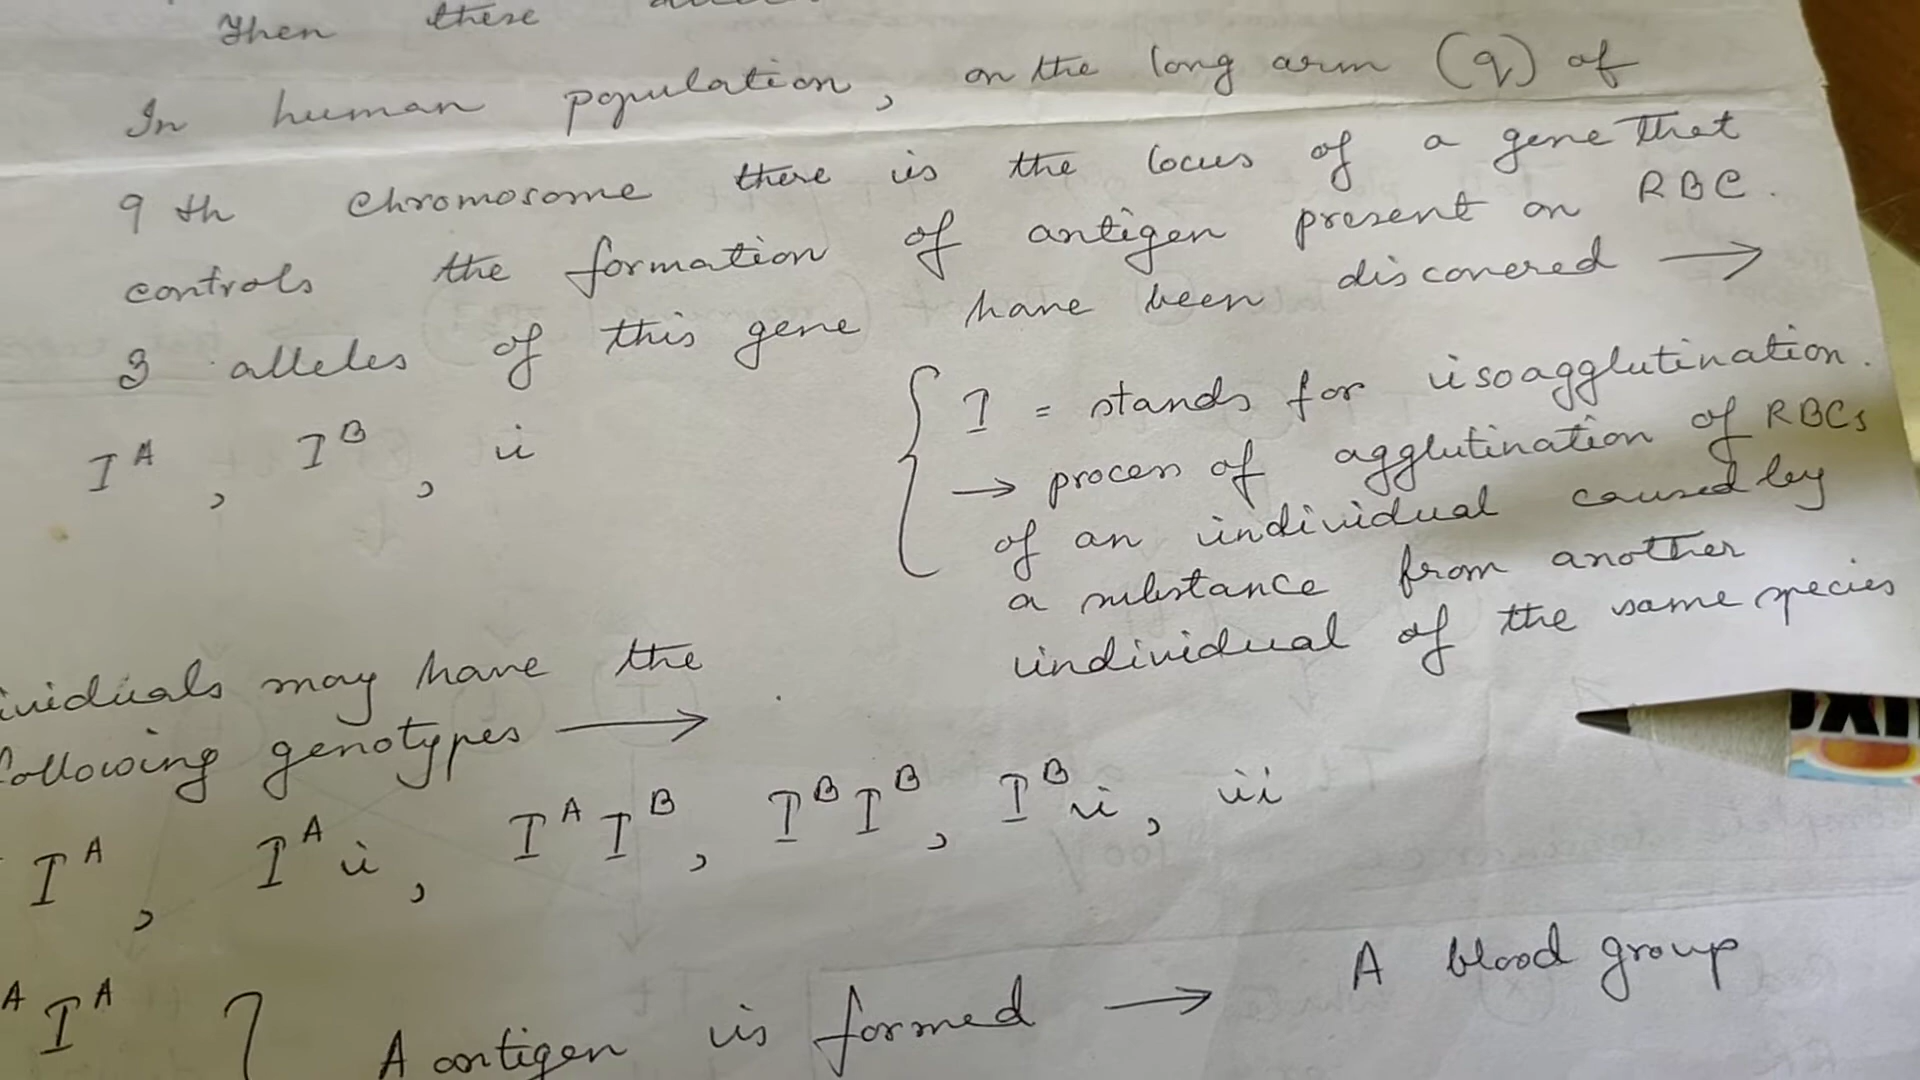 Then these
In human population, on the long arm (q) of
9 th chromosome there is the locus of a gene that
controls the formation of antigen present on RBC.
3 alleles of this gene have been discovered →
I^A, I^B, i
{ I = stands for isoagglutination.
→ process of agglutination of RBCs
of an individual caused by
a substance from another
individual of the same species
ividuals may have the
following genotypes →
I^A, I^A i, I^A I^B, I^B I^B, I^B i, ii
^A I^A } A antigen is formed → A blood group